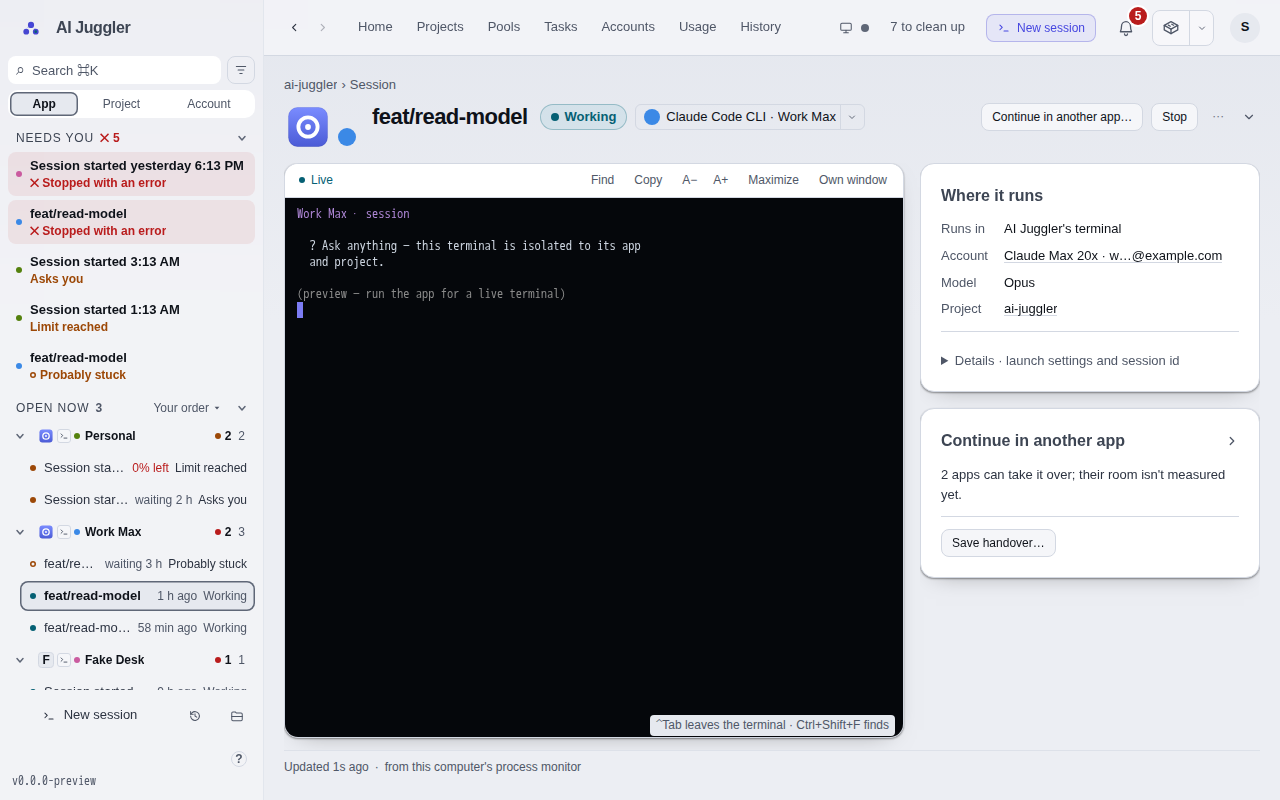 AI Juggler
Search ⌘K
App Project Account
NEEDS YOU 5
Session started yesterday 6:13 PM
Stopped with an error
feat/read-model
Stopped with an error
Session started 3:13 AM
Asks you
Session started 1:13 AM
Limit reached
feat/read-model
Probably stuck
OPEN NOW 3 Your order
Personal 2 2
Session sta… 0% left Limit reached
Session star… waiting 2 h Asks you
Work Max 2 3
feat/re… waiting 3 h Probably stuck
feat/read-model 1 h ago Working
feat/read-mo… 58 min ago Working
F Fake Desk 1 1
New session
?
v0.0.0-preview
Home Projects Pools Tasks Accounts Usage History
7 to clean up
New session
5
S
ai-juggler › Session
feat/read-model
Working
Claude Code CLI · Work Max
Continue in another app…
Stop
Live
Find Copy A− A+ Maximize Own window
Work Max · session
? Ask anything — this terminal is isolated to its app
and project.
(preview — run the app for a live terminal)
^Tab leaves the terminal · Ctrl+Shift+F finds
Where it runs
Runs in AI Juggler's terminal
Account Claude Max 20x · w…@example.com
Model Opus
Project ai-juggler
Details · launch settings and session id
Continue in another app
2 apps can take it over; their room isn't measured
yet.
Save handover…
Updated 1s ago · from this computer's process monitor